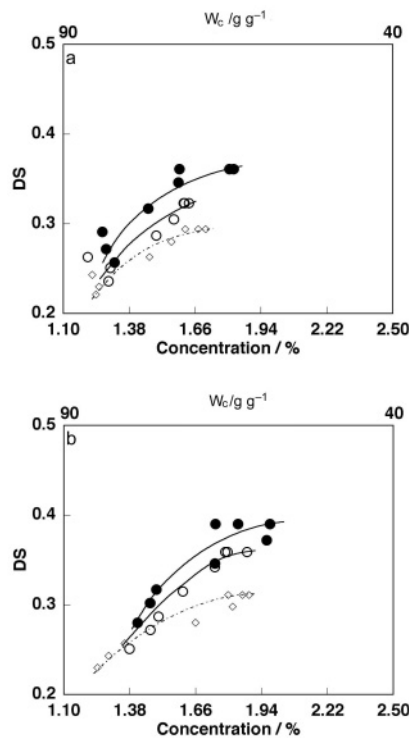 W꜀ /g g⁻¹
90 40
0.5
a
0.4
DS
0.3
0.2
1.10 1.38 1.66 1.94 2.22 2.50
Concentration / %
W꜀/g g⁻¹
90 40
0.5
b
0.4
DS
0.3
0.2
1.10 1.38 1.66 1.94 2.22 2.50
Concentration / %